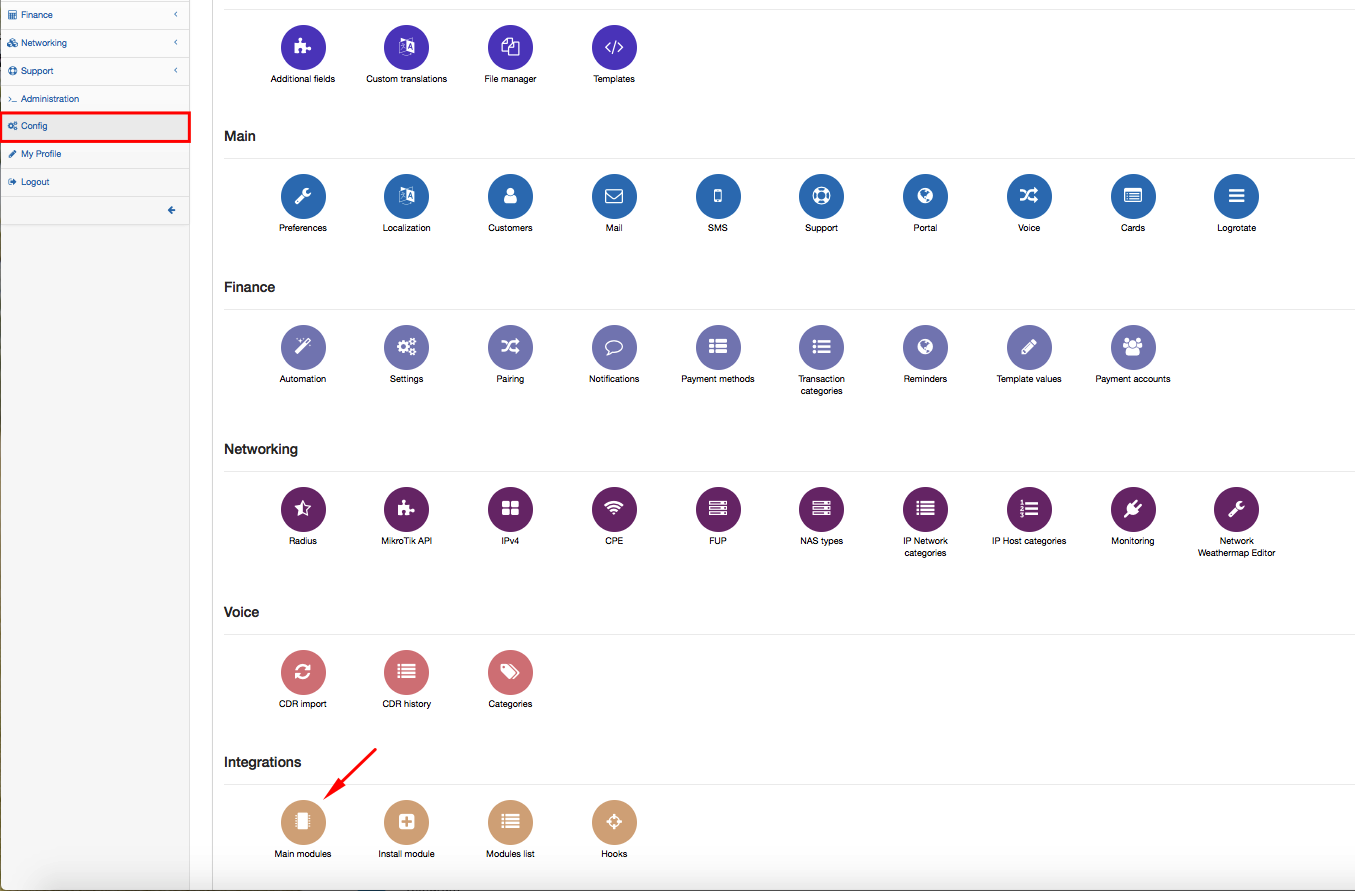 Finance
Networking
Support
Administration
Config
My Profile
Logout
Additional fields
Custom translations
File manager
Templates
Main
Preferences
Localization
Customers
Mail
SMS
Support
Portal
Voice
Cards
Logrotate
Finance
Automation
Settings
Pairing
Notifications
Payment methods
Transaction
categories
Reminders
Template values
Payment accounts
Networking
Radius
MikroTik API
IPv4
CPE
FUP
NAS types
IP Network
categories
IP Host categories
Monitoring
Network
Weathermap Editor
Voice
CDR import
CDR history
Categories
Integrations
Main modules
Install module
Modules list
Hooks